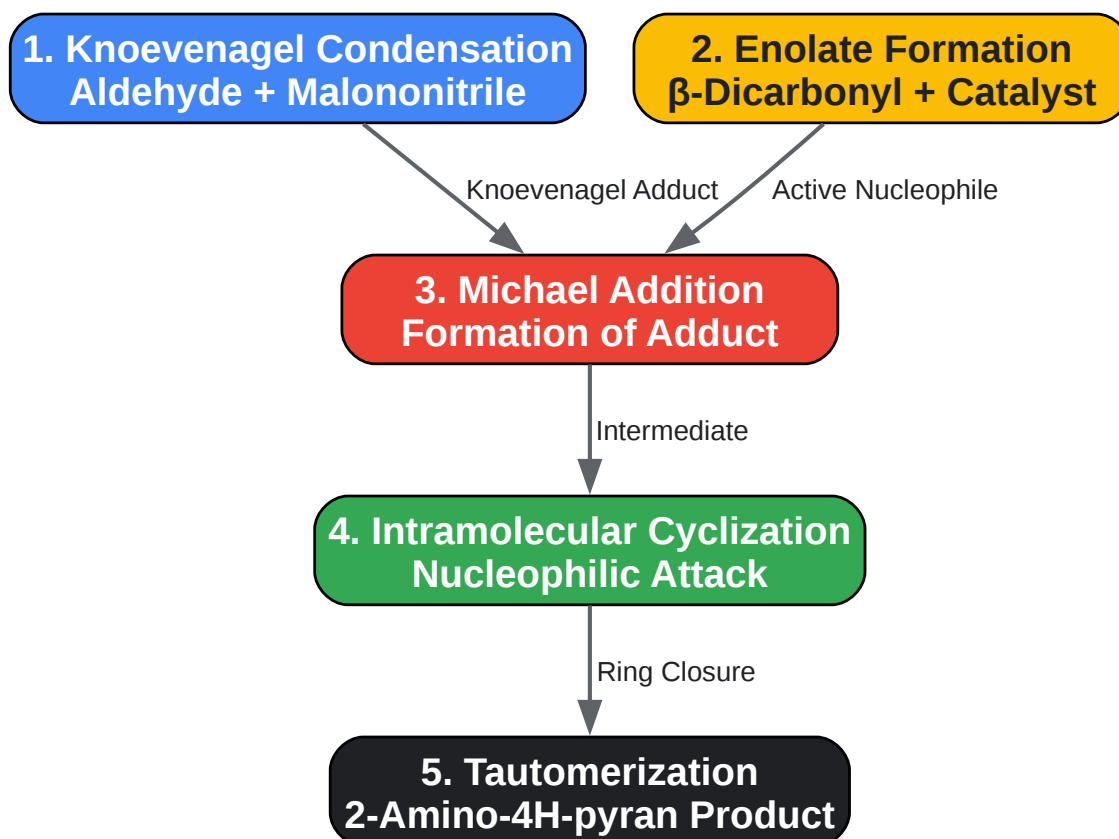 1. Knoevenagel Condensation
Aldehyde + Malononitrile
2. Enolate Formation
β-Dicarbonyl + Catalyst
Knoevenagel Adduct
Active Nucleophile
3. Michael Addition
Formation of Adduct
Intermediate
4. Intramolecular Cyclization
Nucleophilic Attack
Ring Closure
5. Tautomerization
2-Amino-4H-pyran Product